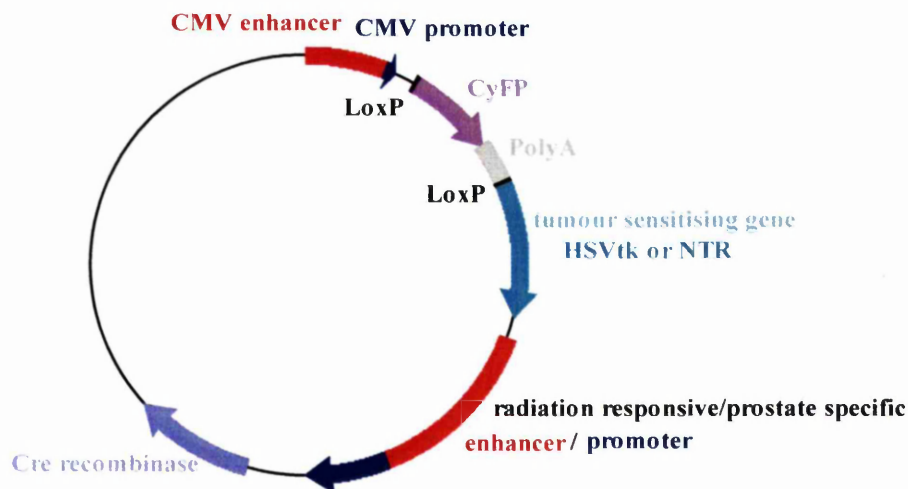 CMV enhancer CMV promoter
LoxP
CyFP
PolyA
LoxP
tumour sensitising gene
HSVtk or NTR
radiation responsive/prostate specific
enhancer/ promoter
Cre recombinase